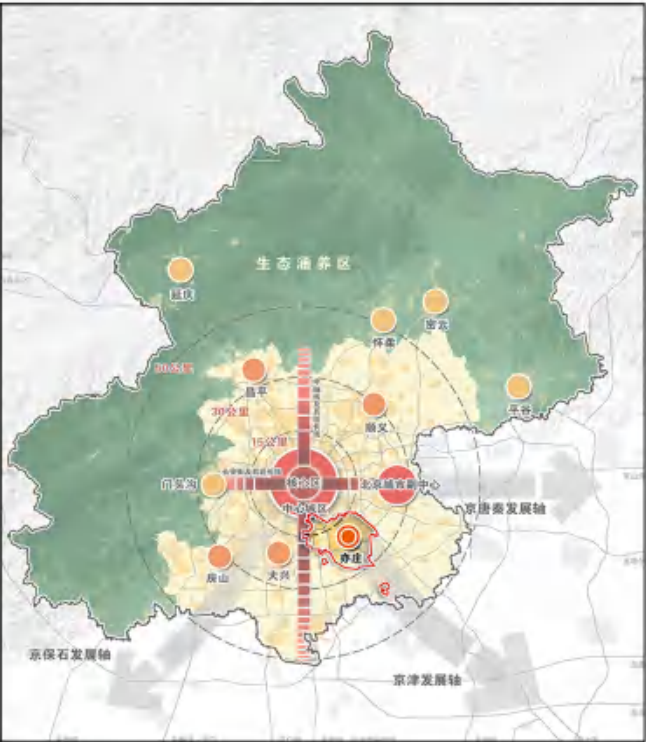 生态涵养区
延庆
密云
怀柔
50公里
昌平
平谷
30公里
顺义
15公里
门头沟
核心区
北京城市副中心
中心城区
京唐秦发展轴
亦庄
房山
大兴
京保石发展轴
京津发展轴